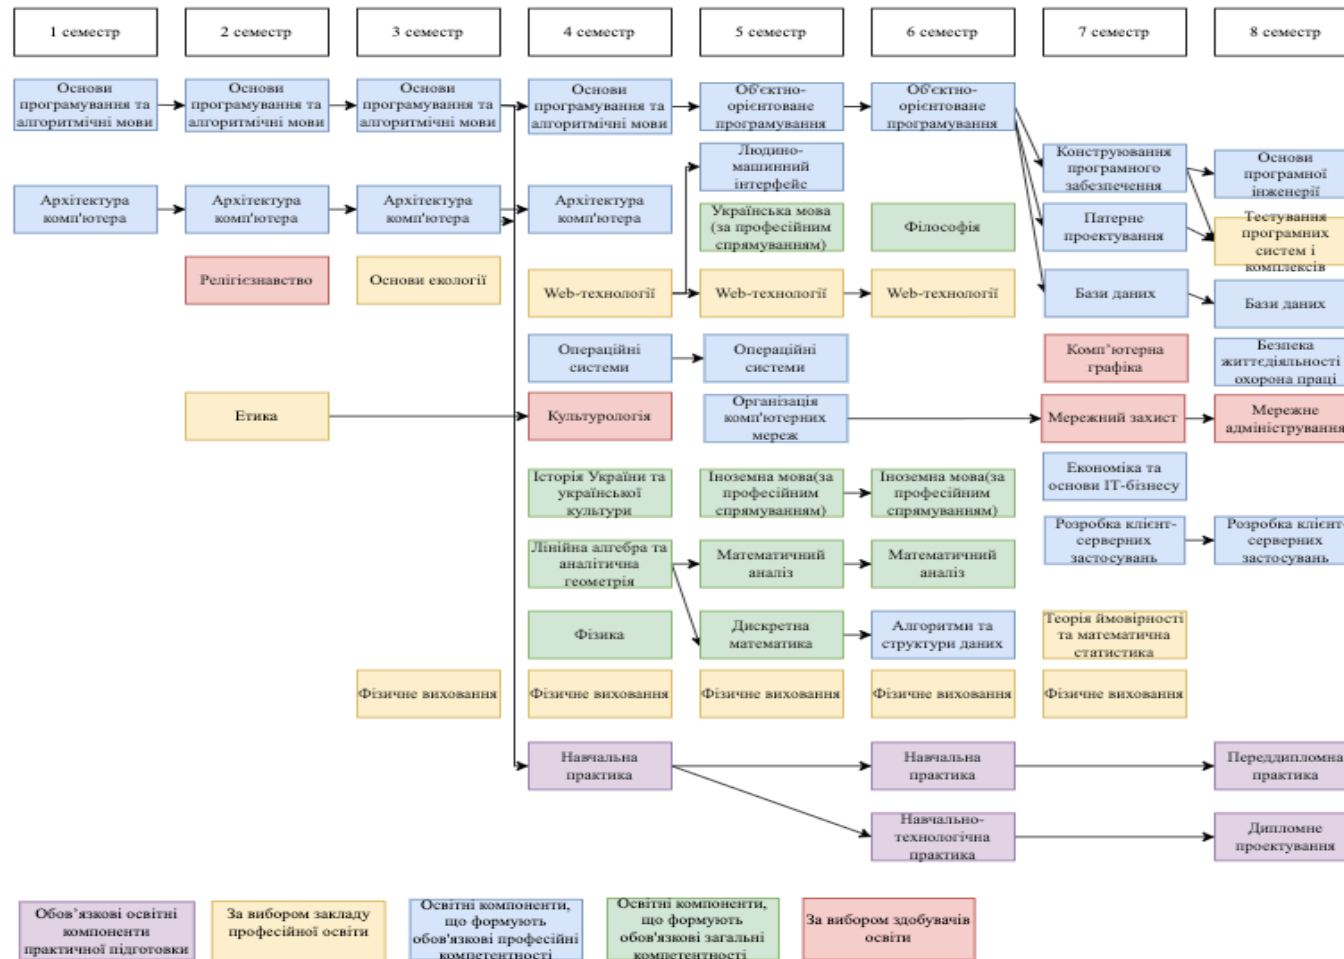 1 семестр
2 семестр
3 семестр
4 семестр
5 семестр
6 семестр
7 семестр
8 семестр
Основи
програмування та
алгоритмічні мови
Основи
програмування та
алгоритмічні мови
Основи
програмування та
алгоритмічні мови
Основи
програмування та
алгоритмічні мови
Об'єктно-
орієнтоване
програмування
Об'єктно-
орієнтоване
програмування
Людино-
машинний
інтерфейс
Конструювання
програмного
забезпечення
Основи
програмної
інженерії
Архітектура
комп'ютера
Архітектура
комп'ютера
Архітектура
комп'ютера
Архітектура
комп'ютера
Українська мова
(за професійним
спрямуванням)
Філософія
Патерне
проектування
Тестування
програмних
систем і
комплексів
Релігієзнавство
Основи екології
Web-технології
Web-технології
Web-технології
Бази даних
Бази даних
Операційні
системи
Операційні
системи
Комп’ютерна
графіка
Безпека
життєдіяльності
охорона праці
Етика
Культурологія
Організація
комп'ютерних
мереж
Мережний захист
Мережне
адміністрування
Історія України та
української
культури
Іноземна мова(за
професійним
спрямуванням)
Іноземна мова(за
професійним
спрямуванням)
Економіка та
основи ІТ-бізнесу
Лінійна алгебра та
аналітична
геометрія
Математичний
аналіз
Математичний
аналіз
Розробка клієнт-
серверних
застосувань
Розробка клієнт-
серверних
застосувань
Фізика
Дискретна
математика
Алгоритми та
структури даних
Теорія ймовірності
та математична
статистика
Фізичне виховання
Фізичне виховання
Фізичне виховання
Фізичне виховання
Фізичне виховання
Навчальна
практика
Навчальна
практика
Переддипломна
практика
Навчально-
технологічна
практика
Дипломне
проектування
Обов’язкові освітні
компоненти
практичної підготовки
За вибором закладу
професійної освіти
Освітні компоненти,
що формують
обов'язкові професійні
компетентності
Освітні компоненти,
що формують
обов'язкові загальні
компетентності
За вибором здобувачів
освіти